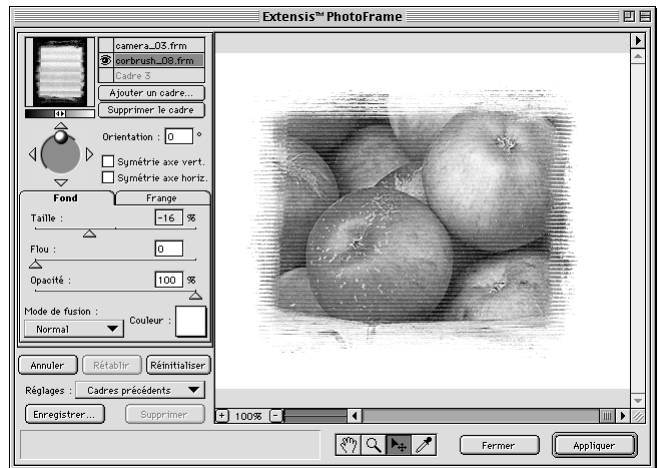 Extensis™ PhotoFrame
camera_03.frm
corbrush_08.frm
Cadre 3
Ajouter un cadre...
Supprimer le cadre
Orientation : 0 °
Symétrie axe vert.
Symétrie axe horiz.
Fond Frange
Taille : -16 %
Flou : 0
Opacité : 100 %
Mode de fusion :
Normal Couleur :
Annuler Rétablir Réinitialiser
Réglages : Cadres précédents
Enregistrer... Supprimer
+ 100% -
Fermer Appliquer